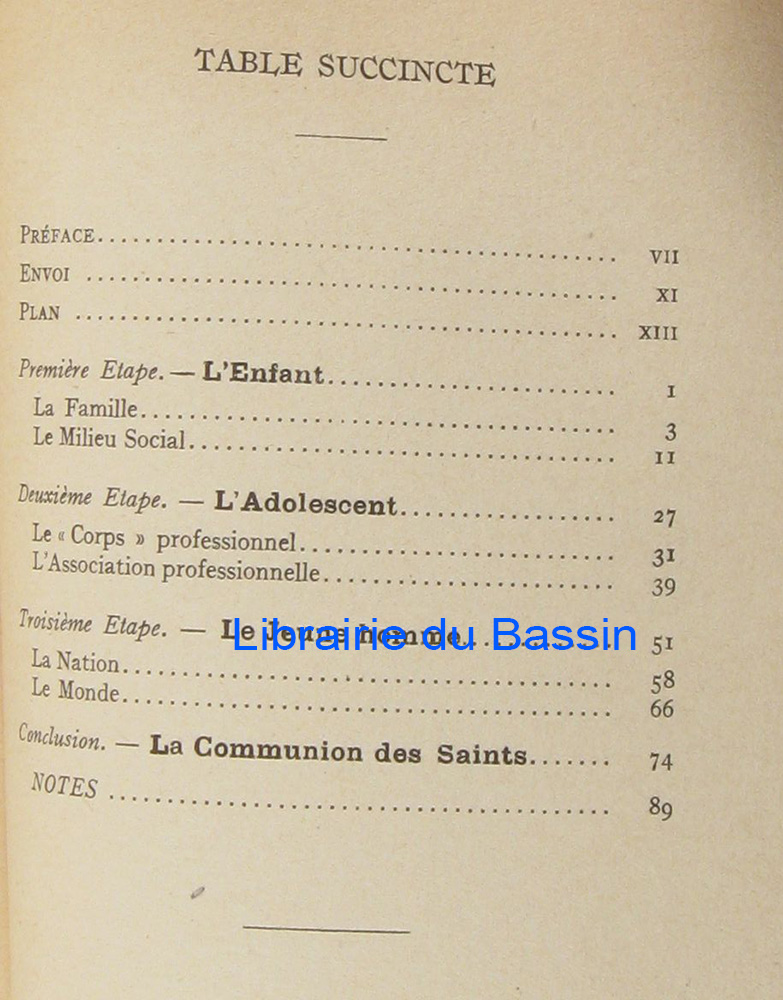 TABLE SUCCINCTE
PRÉFACE........................................ VII
ENVOI ........................................ XI
PLAN ........................................ XIII
Première Etape. — L'Enfant.................... 1
La Famille.................................... 3
Le Milieu Social.............................. 11
Deuxième Etape. — L'Adolescent................ 27
Le « Corps » professionnel.................... 31
L'Association professionnelle................. 39
Troisième Etape. — Le Jeune homme............. 51
Librairie du Bassin
La Nation..................................... 58
Le Monde...................................... 66
Conclusion. — La Communion des Saints....... 74
NOTES ........................................ 89